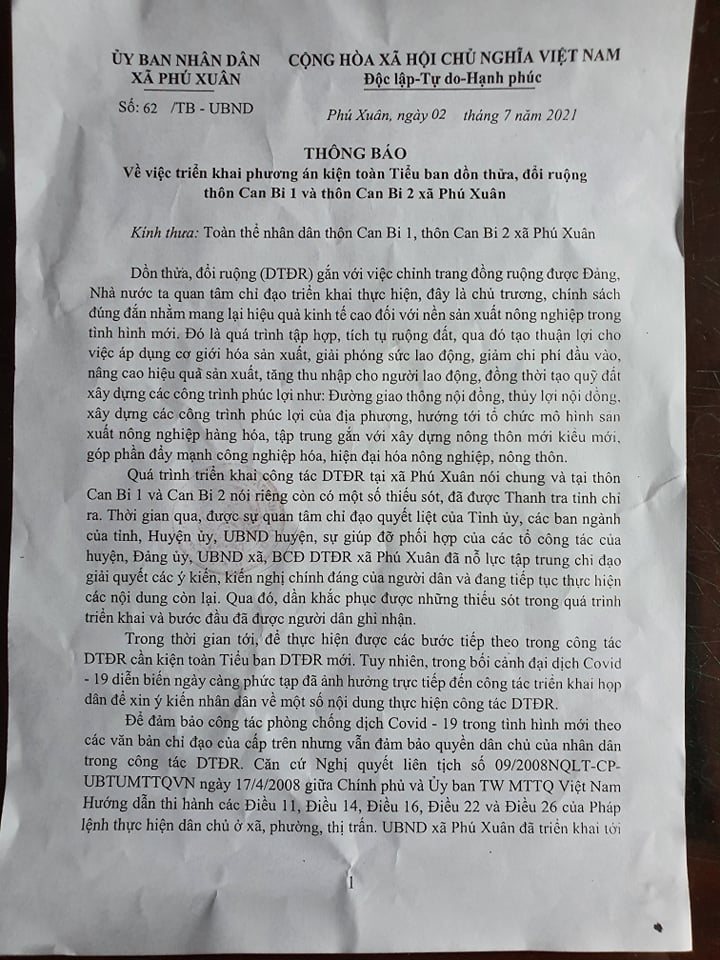 ỦY BAN NHÂN DÂN
XÃ PHÚ XUÂN
CỘNG HÒA XÃ HỘI CHỦ NGHĨA VIỆT NAM
Độc lập-Tự do-Hạnh phúc
Số: 62 /TB - UBND
Phú Xuân, ngày 02 tháng 7 năm 2021
THÔNG BÁO
Về việc triển khai phương án kiện toàn Tiểu ban dồn thửa, đổi ruộng
thôn Can Bi 1 và thôn Can Bi 2 xã Phú Xuân
Kính thưa: Toàn thể nhân dân thôn Can Bi 1, thôn Can Bi 2 xã Phú Xuân
Dồn thửa, đổi ruộng (DTĐR) gắn với việc chỉnh trang đồng ruộng được Đảng,
Nhà nước ta quan tâm chỉ đạo triển khai thực hiện, đây là chủ trương, chính sách
đúng đắn nhằm mang lại hiệu quả kinh tế cao đối với nền sản xuất nông nghiệp trong
tình hình mới. Đó là quá trình tập hợp, tích tụ ruộng đất, qua đó tạo thuận lợi cho
việc áp dụng cơ giới hóa sản xuất, giải phóng sức lao động, giảm chi phí đầu vào,
nâng cao hiệu quả sản xuất, tăng thu nhập cho người lao động, đồng thời tạo quỹ đất
xây dựng các công trình phúc lợi như: Đường giao thông nội đồng, thủy lợi nội đồng,
xây dựng các công trình phúc lợi của địa phương, hướng tới tổ chức mô hình sản
xuất nông nghiệp hàng hóa, tập trung gắn với xây dựng nông thôn mới kiểu mới,
góp phần đẩy mạnh công nghiệp hóa, hiện đại hóa nông nghiệp, nông thôn.
Quá trình triển khai công tác DTĐR tại xã Phú Xuân nói chung và tại thôn
Can Bi 1 và Can Bi 2 nói riêng còn có một số thiếu sót, đã được Thanh tra tỉnh chỉ
ra. Thời gian qua, được sự quan tâm chỉ đạo quyết liệt của Tỉnh ủy, các ban ngành
của tỉnh, Huyện ủy, UBND huyện, sự giúp đỡ phối hợp của các tổ công tác của
huyện, Đảng ủy, UBND xã, BCĐ DTĐR xã Phú Xuân đã nỗ lực tập trung chỉ đạo
giải quyết các ý kiến, kiến nghị chính đáng của người dân và đang tiếp tục thực hiện
các nội dung còn lại. Qua đó, dần khắc phục được những thiếu sót trong quá trình
triển khai và bước đầu đã được người dân ghi nhận.
Trong thời gian tới, để thực hiện được các bước tiếp theo trong công tác
DTĐR cần kiện toàn Tiểu ban DTĐR mới. Tuy nhiên, trong bối cảnh đại dịch Covid
- 19 diễn biến ngày càng phức tạp đã ảnh hưởng trực tiếp đến công tác triển khai họp
dân để xin ý kiến nhân dân về một số nội dung thực hiện công tác DTĐR.
Để đảm bảo công tác phòng chống dịch Covid - 19 trong tình hình mới theo
các văn bản chỉ đạo của cấp trên nhưng vẫn đảm bảo quyền dân chủ của nhân dân
trong công tác DTĐR. Căn cứ Nghị quyết liên tịch số 09/2008NQLT-CP-
UBTUMTTQVN ngày 17/4/2008 giữa Chính phủ và Ủy ban TW MTTQ Việt Nam
Hướng dẫn thi hành các Điều 11, Điều 14, Điều 16, Điều 22 và Điều 26 của Pháp
lệnh thực hiện dân chủ ở xã, phường, thị trấn. UBND xã Phú Xuân đã triển khai tới
1